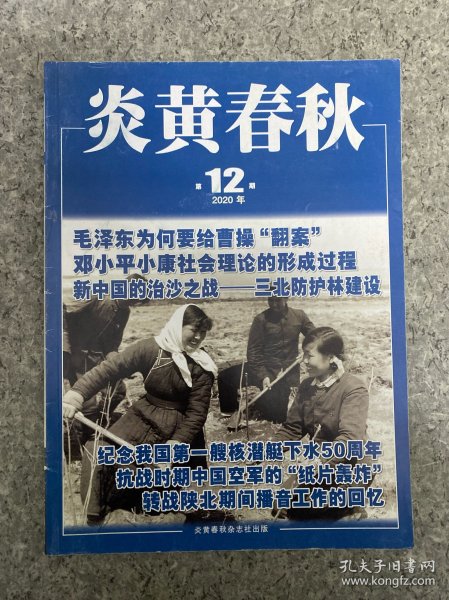 炎黄春秋
第12期
2020年
毛泽东为何要给曹操“翻案”
邓小平小康社会理论的形成过程
新中国的治沙之战——三北防护林建设
纪念我国第一艘核潜艇下水50周年
抗战时期中国空军的“纸片轰炸”
转战陕北期间播音工作的回忆
炎黄春秋杂志社出版
孔夫子旧书网
www.kongfz.com